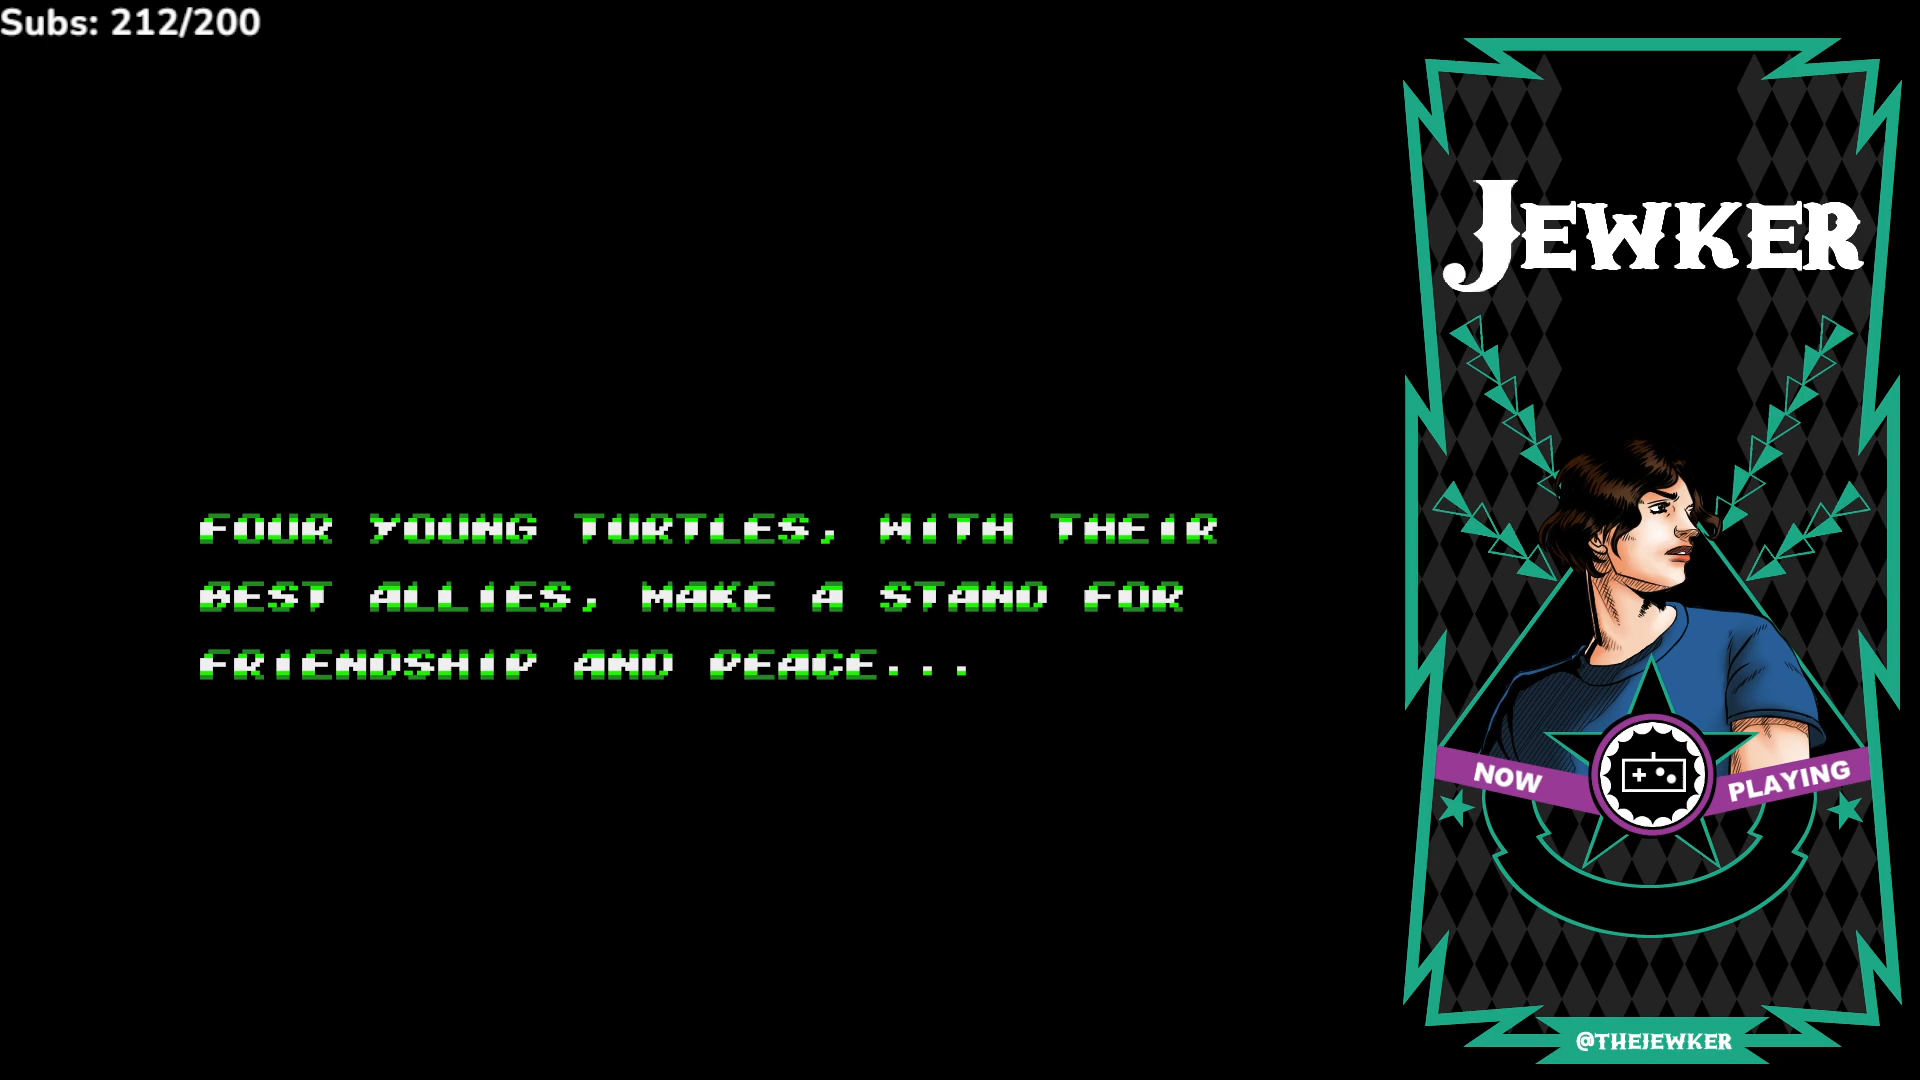 Subs: 212/200
JEWKER
FOUR YOUNG TURTLES, WITH THEIR
BEST ALLIES, MAKE A STAND FOR
FRIENDSHIP AND PEACE...
NOW PLAYING
@THEJEWKER